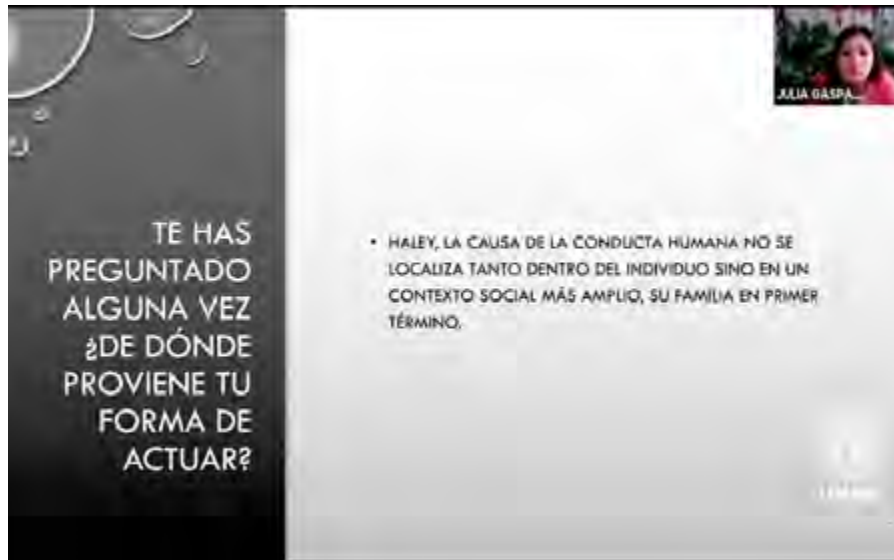 TE HAS
PREGUNTADO
ALGUNA VEZ
¿DE DÓNDE
PROVIENE TU
FORMA DE
ACTUAR?
• HALEY, LA CAUSA DE LA CONDUCTA HUMANA NO SE
LOCALIZA TANTO DENTRO DEL INDIVIDUO SINO EN UN
CONTEXTO SOCIAL MÁS AMPLIO, SU FAMILIA EN PRIMER
TÉRMINO.
JULIA GASPA...